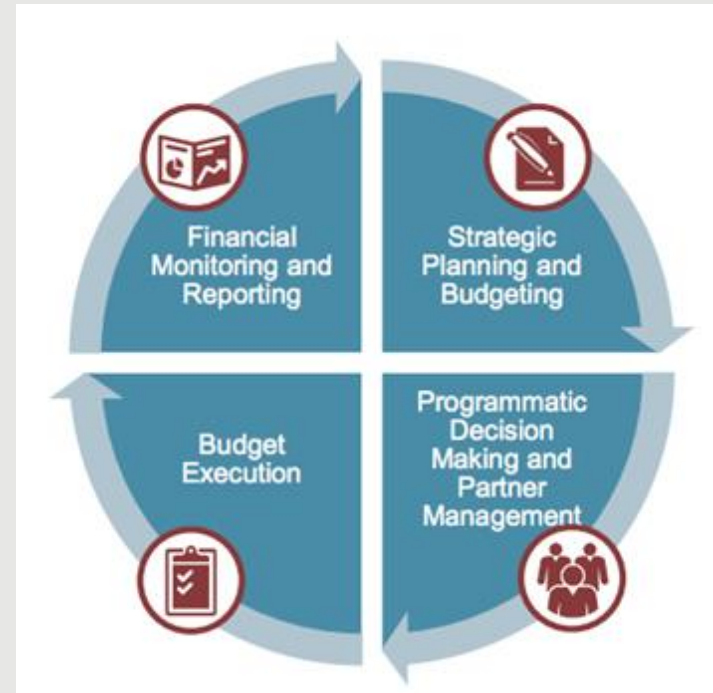 Financial
Monitoring and
Reporting
Strategic
Planning and
Budgeting
Budget
Execution
Programmatic
Decision
Making and
Partner
Management